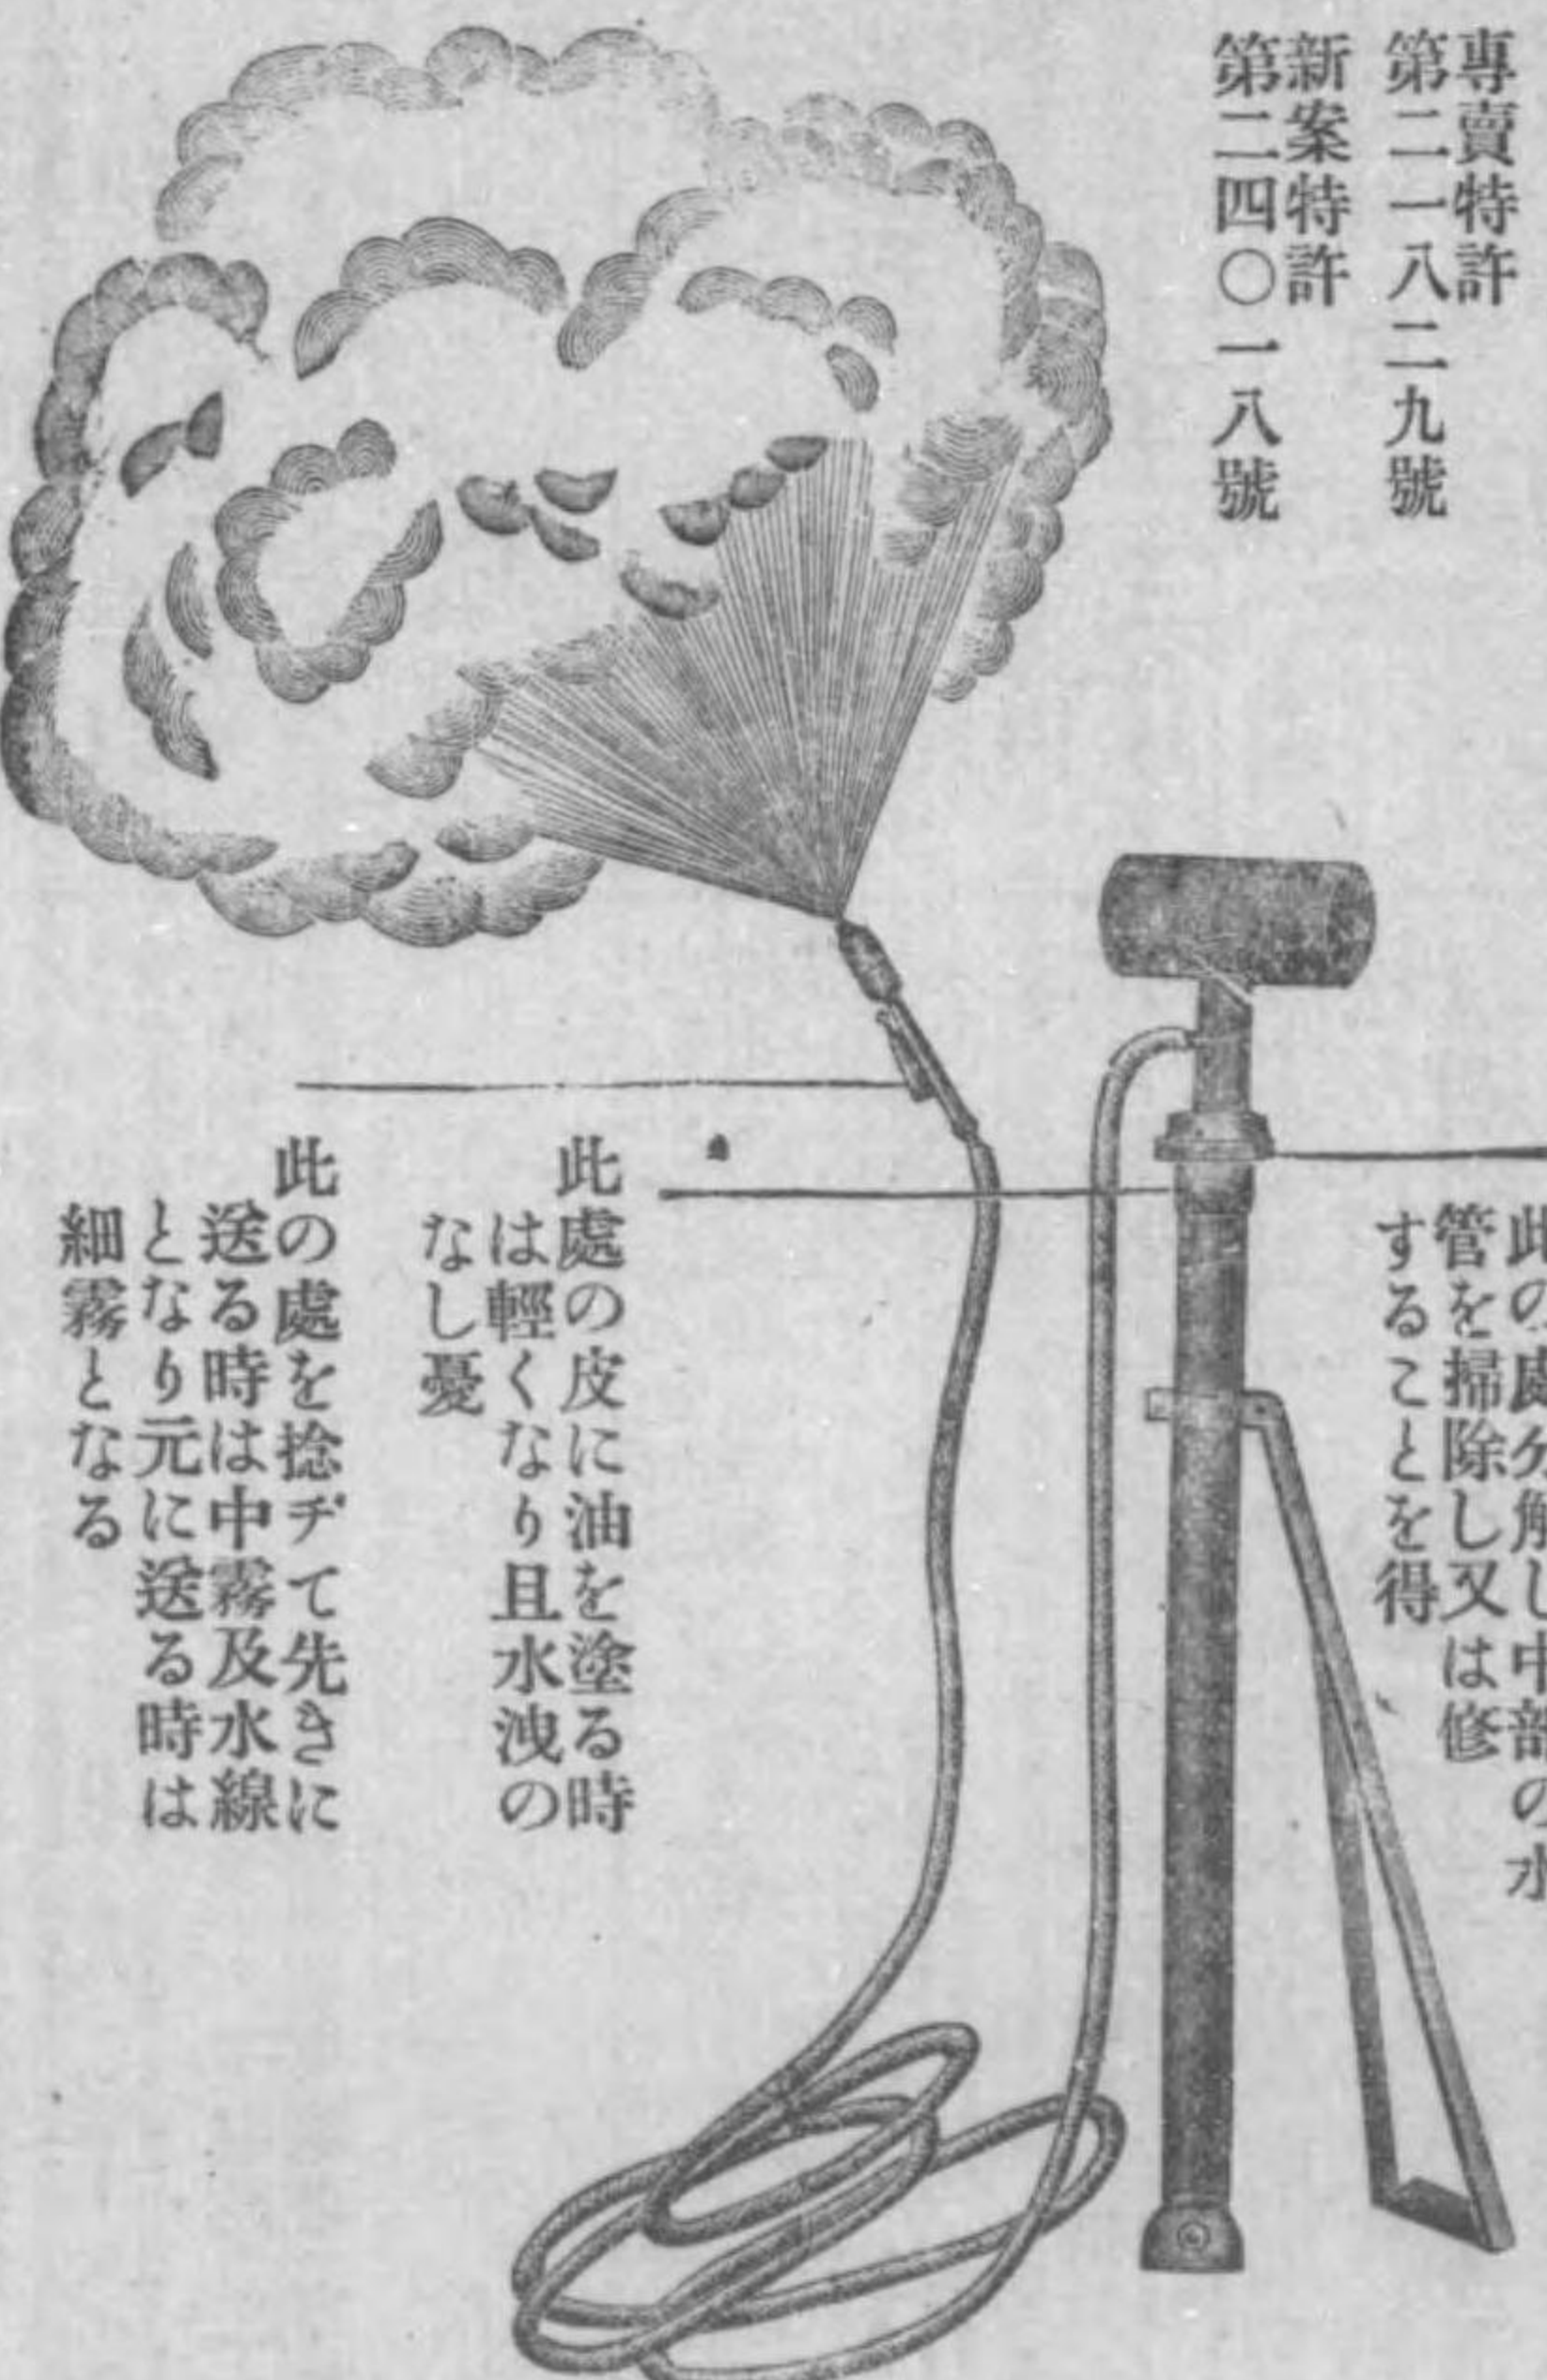 專賣特許
第二一八二九號
新案特許
第二四〇一八號
此の處分解し中部の水
管を掃除し又は修
することを得
此處の皮に油を塗る時
は輕くなり且水洩の
なし憂
此の處を捻ヂて先きに
送る時は中霧及水線
となり元に送る時は
細霧となる